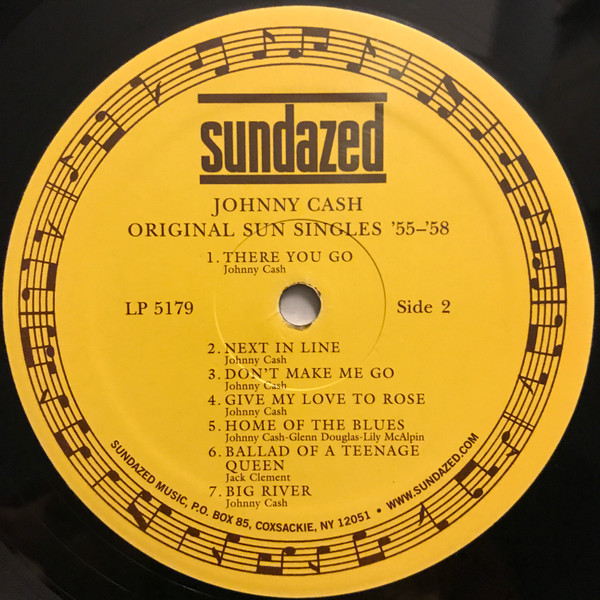 sundazed
JOHNNY CASH
ORIGINAL SUN SINGLES '55–'58
1. THERE YOU GO
Johnny Cash
LP 5179
Side 2
2. NEXT IN LINE
Johnny Cash
3. DON'T MAKE ME GO
Johnny Cash
4. GIVE MY LOVE TO ROSE
Johnny Cash
5. HOME OF THE BLUES
Johnny Cash-Glenn Douglas-Lily McAlpin
6. BALLAD OF A TEENAGE
QUEEN
Jack Clement
7. BIG RIVER
Johnny Cash
SUNDAZED MUSIC, P.O. BOX 85, COXSACKIE, NY 12051 • WWW.SUNDAZED.COM